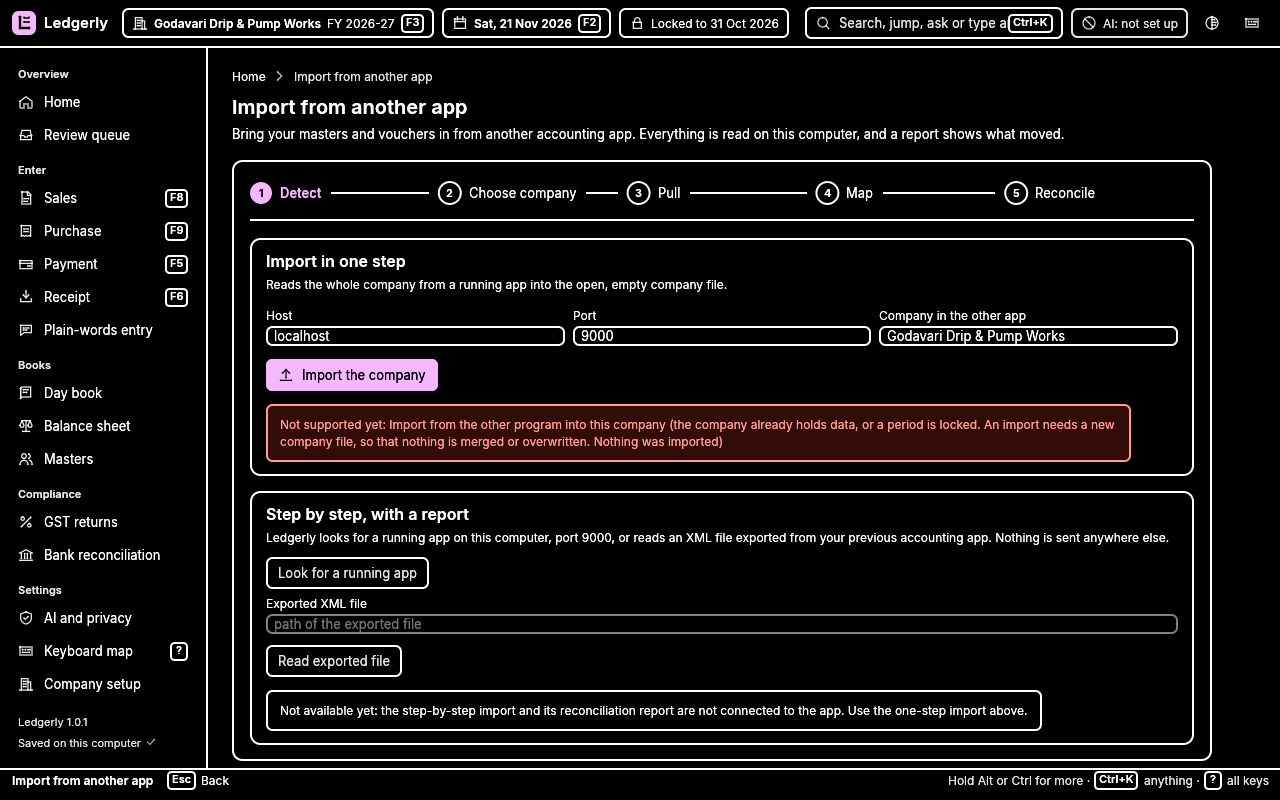 Ledgerly
Godavari Drip & Pump Works FY 2026-27 F3
Sat, 21 Nov 2026 F2
Locked to 31 Oct 2026
Search, jump, ask or type a Ctrl+K
AI: not set up
Overview
Home
Review queue
Enter
Sales F8
Purchase F9
Payment F5
Receipt F6
Plain-words entry
Books
Day book
Balance sheet
Masters
Compliance
GST returns
Bank reconciliation
Settings
AI and privacy
Keyboard map ?
Company setup
Ledgerly 1.0.1
Saved on this computer
Home > Import from another app
Import from another app
Bring your masters and vouchers in from another accounting app. Everything is read on this computer, and a report shows what moved.
1 Detect 2 Choose company 3 Pull 4 Map 5 Reconcile
Import in one step
Reads the whole company from a running app into the open, empty company file.
Host Port Company in the other app
localhost 9000 Godavari Drip & Pump Works
Import the company
Not supported yet: Import from the other program into this company (the company already holds data, or a period is locked. An import needs a new
company file, so that nothing is merged or overwritten. Nothing was imported)
Step by step, with a report
Ledgerly looks for a running app on this computer, port 9000, or reads an XML file exported from your previous accounting app. Nothing is sent anywhere else.
Look for a running app
Exported XML file
path of the exported file
Read exported file
Not available yet: the step-by-step import and its reconciliation report are not connected to the app. Use the one-step import above.
Import from another app Esc Back
Hold Alt or Ctrl for more · Ctrl+K anything · ? all keys